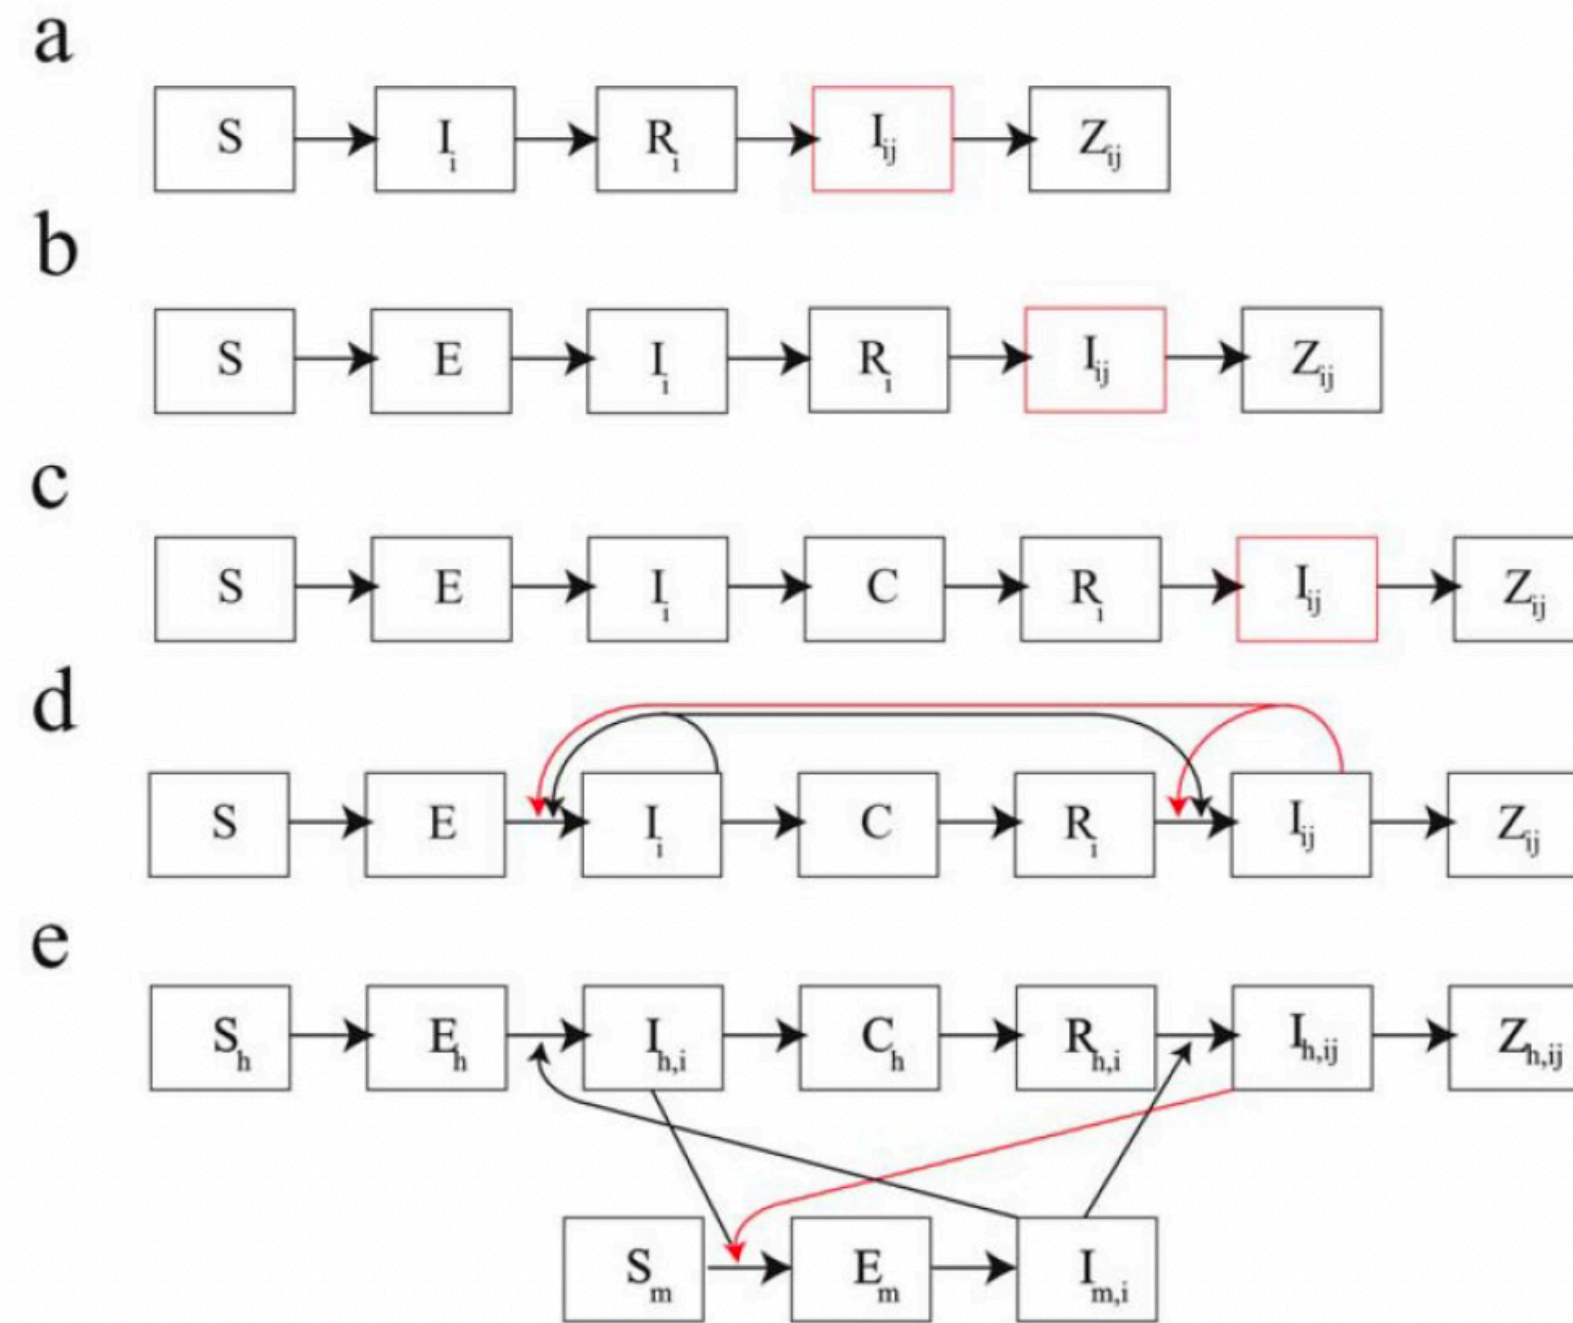 a
S I_i R_i I_ij Z_ij
b
S E I_i R_i I_ij Z_ij
c
S E I_i C R_i I_ij Z_ij
d
S E I_i C R_i I_ij Z_ij
e
S_h E_h I_h,i C_h R_h,i I_h,ij Z_h,ij
S_m E_m I_m,i